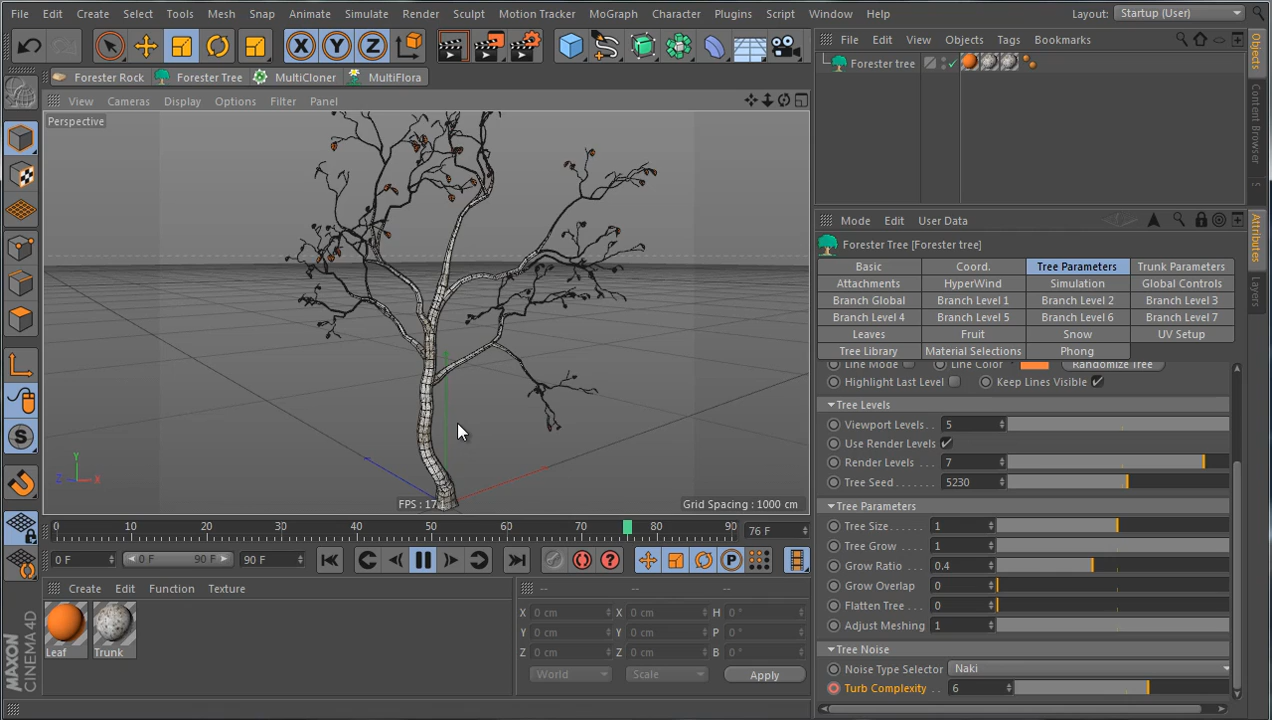 File Edit Create Select Tools Mesh Snap Animate Simulate Render Sculpt Motion Tracker MoGraph Character Plugins Script Window Help Layout: Startup (User)
X Y Z
File Edit View Objects Tags Bookmarks
Forester tree
Forester Rock Forester Tree MultiCloner MultiFlora
View Cameras Display Options Filter Panel
Perspective
Objects
Content Browser
S
Attributes
Layers
Mode Edit User Data
Forester Tree [Forester tree]
Basic Coord. Tree Parameters Trunk Parameters
Attachments HyperWind Simulation Global Controls
Branch Global Branch Level 1 Branch Level 2 Branch Level 3
Branch Level 4 Branch Level 5 Branch Level 6 Branch Level 7
Leaves Fruit Snow UV Setup
Tree Library Material Selections Phong
Line Mode Line Color Randomize Tree
Highlight Last Level Keep Lines Visible
Tree Levels
Viewport Levels. . 5
Use Render Levels
Render Levels . . . 7
Tree Seed . . . . . . . 5230
Tree Parameters
Tree Size. . . . . . 1
Tree Grow . . . . 1
Grow Ratio . . . . 0.4
Grow Overlap . . 0
Flatten Tree . . . 0
Adjust Meshing . 1
Tree Noise
Noise Type Selector Naki
Turb Complexity . . 6
Y
Z X
FPS : 17.
Grid Spacing : 1000 cm
0 10 20 30 40 50 60 70 80 90 76 F
0 F 0 F 90 F 90 F
P
Create Edit Function Texture
Leaf Trunk
-- -- --
X 0 cm X 0 cm H 0 °
Y 0 cm Y 0 cm P 0 °
Z 0 cm Z 0 cm B 0 °
World Scale Apply
MAXON
CINEMA 4D